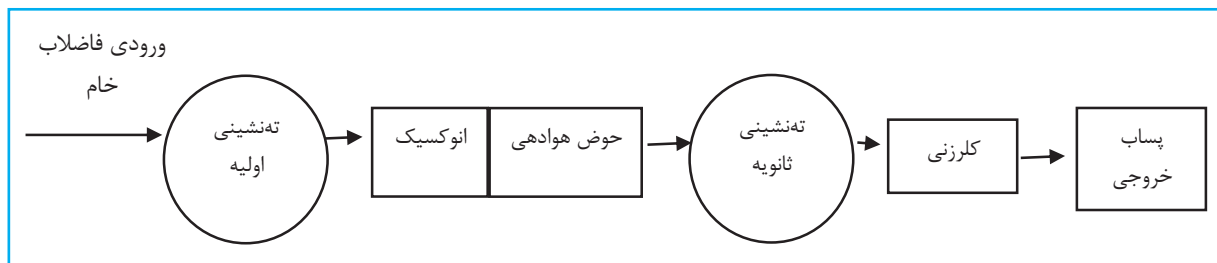 ورودی فاضلاب
خام
ته‌نشینی
اولیه
انوکسیک
حوض هوادهی
ته‌نشینی
ثانویه
کلرزنی
پساب
خروجی